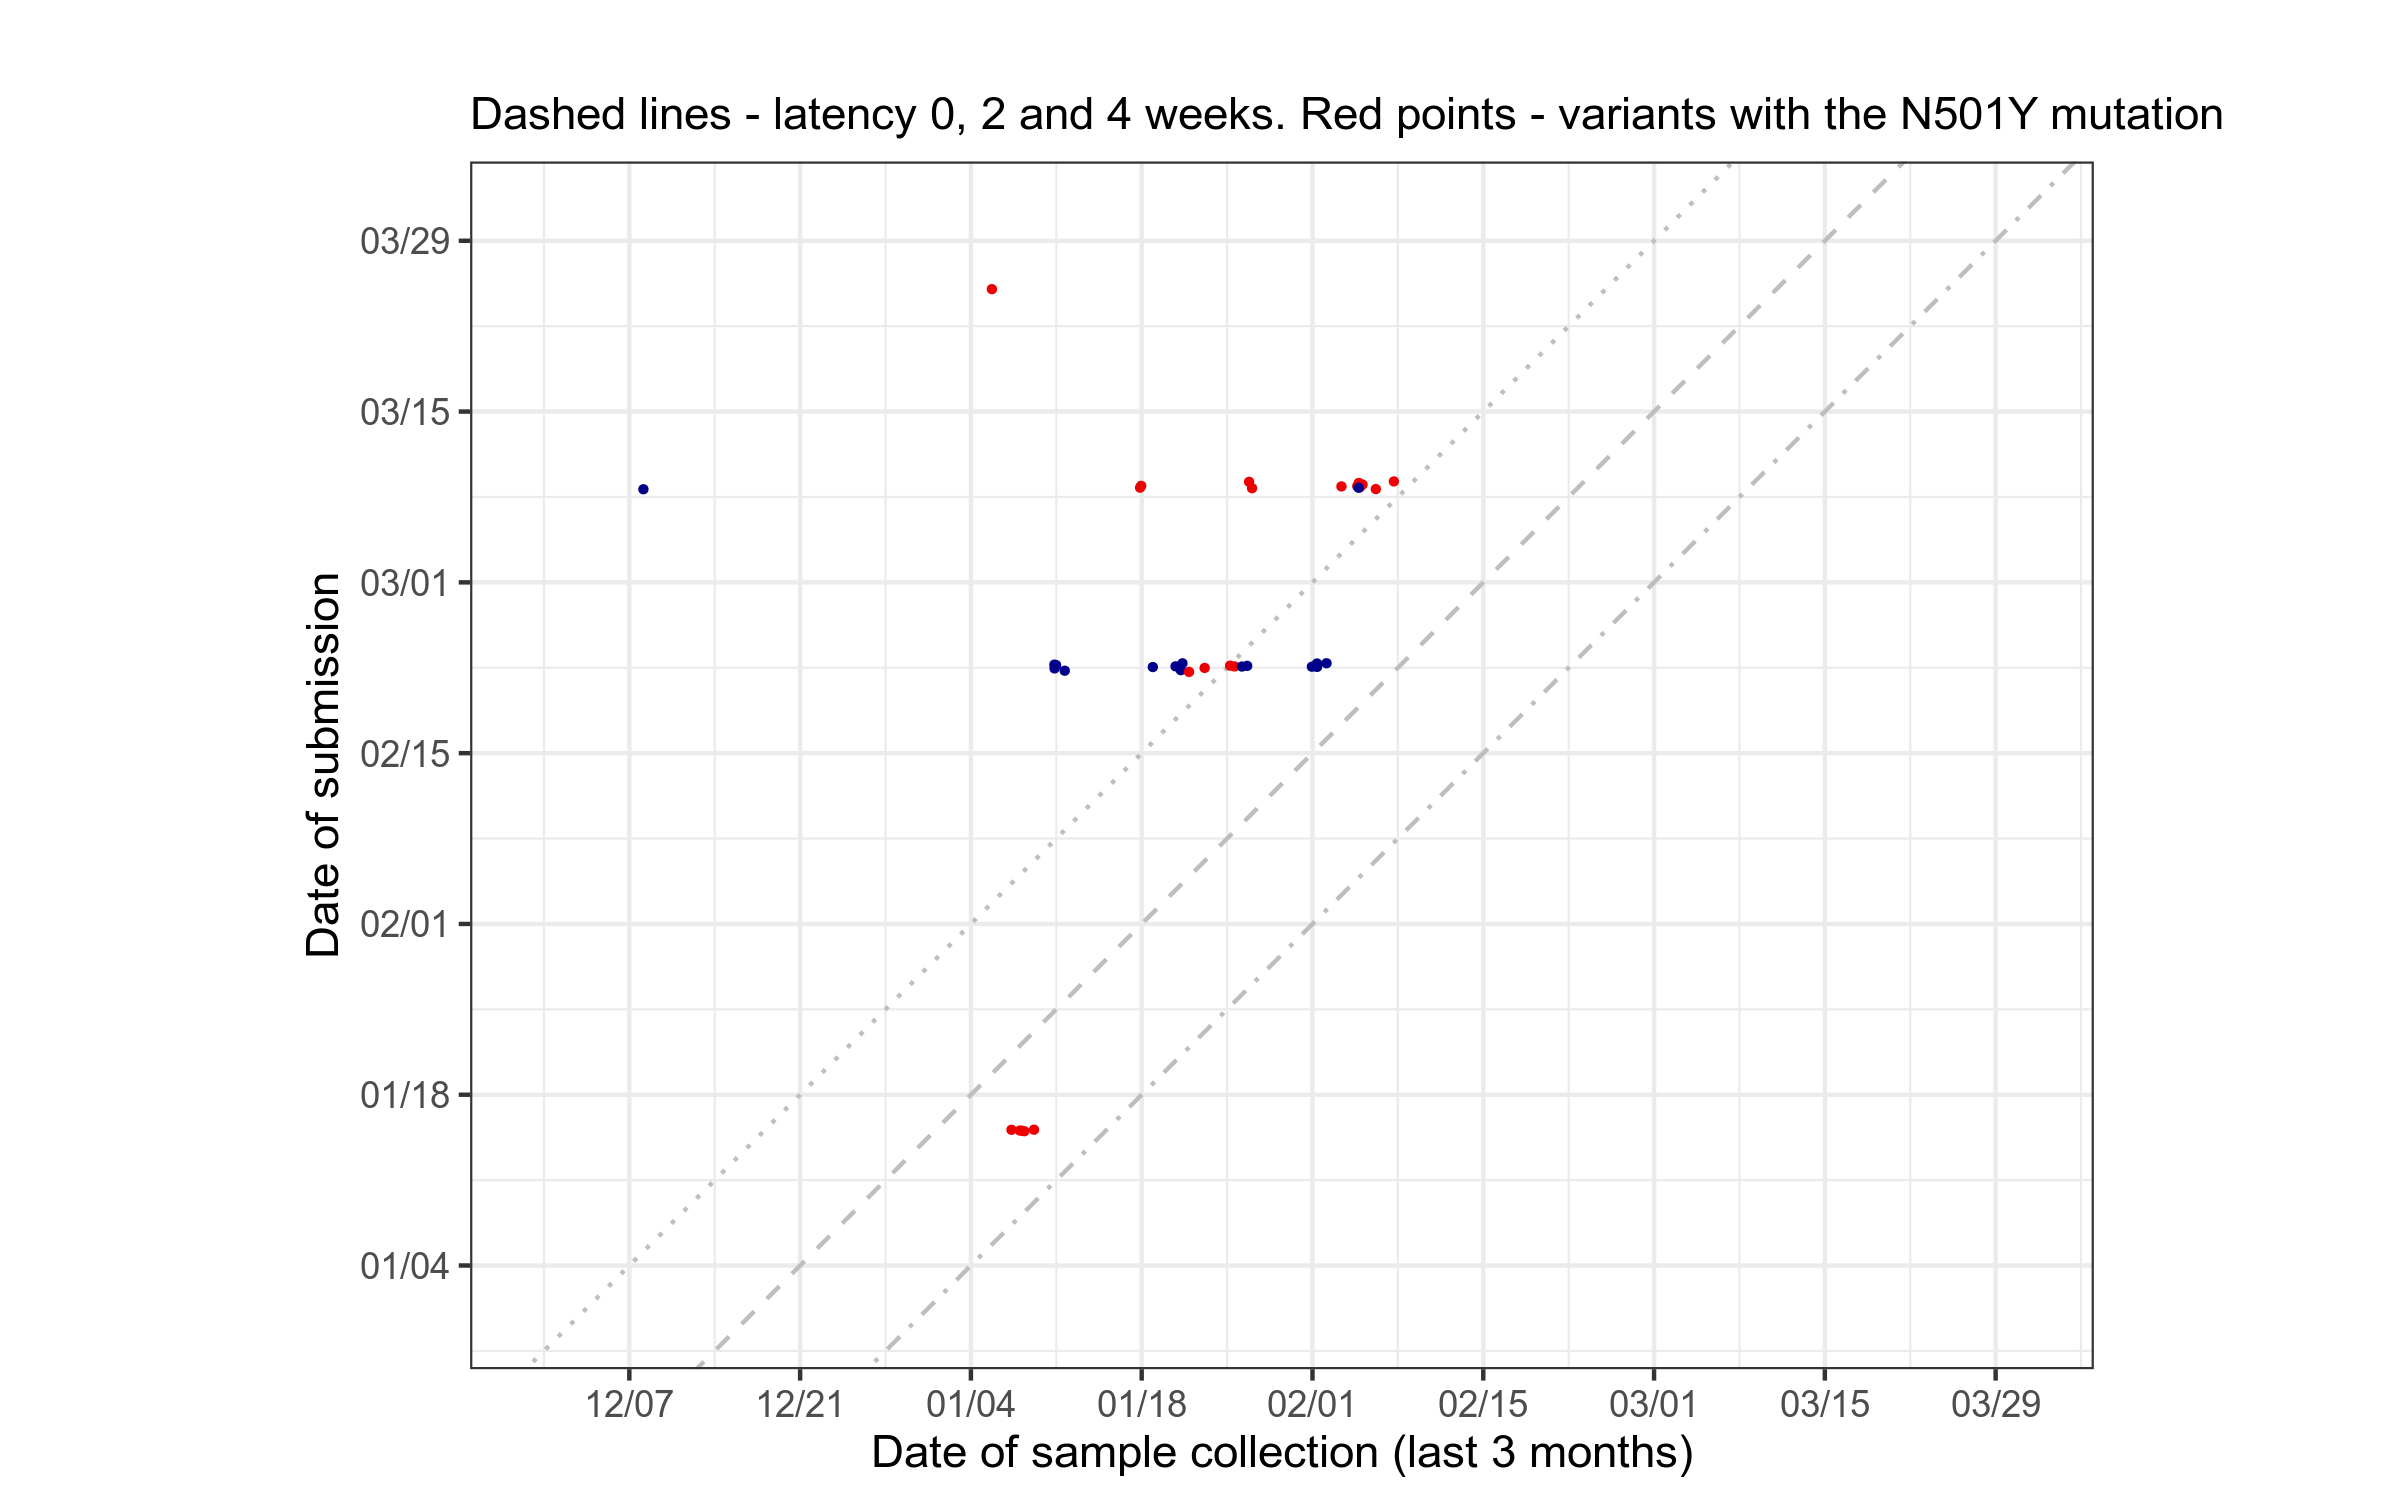 Dashed lines - latency 0, 2 and 4 weeks. Red points - variants with the N501Y mutation
03/29
03/15
03/01
02/15
02/01
01/18
01/04
Date of submission
12/07 12/21 01/04 01/18 02/01 02/15 03/01 03/15 03/29
Date of sample collection (last 3 months)